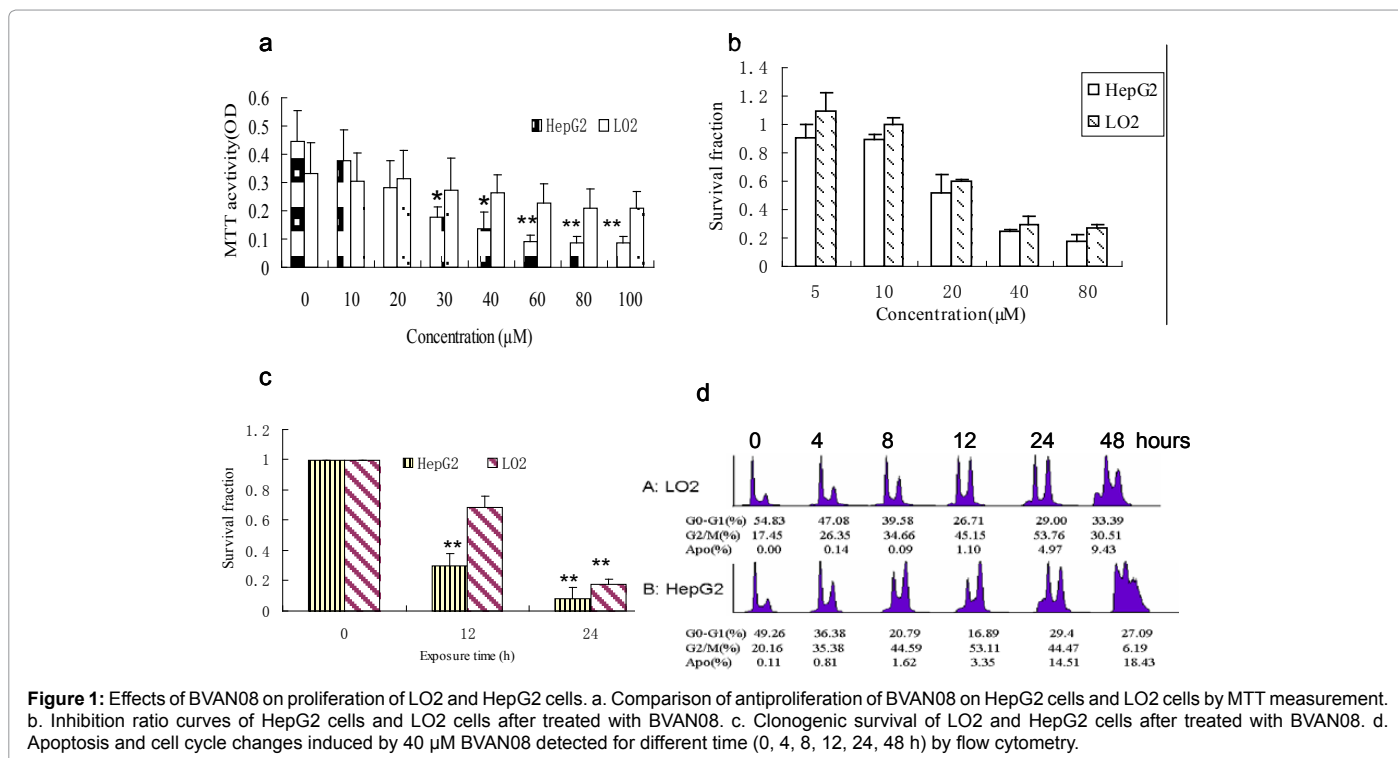 a
0.6
0.5
0.4
0.3
0.2
0.1
0
MTT acvtivity(OD
HepG2 LO2
* * ** ** **
0 10 20 30 40 60 80 100
Concentration (μM)
b
1.4
1.2
1
0.8
0.6
0.4
0.2
0
Survival fraction
HepG2
LO2
5 10 20 40 80
Concentration(μM)
c
1.2
1
0.8
0.6
0.4
0.2
0
Survival fraction
HepG2 LO2
** ** **
0 12 24
Exposure time (h)
d
0 4 8 12 24 48 hours
A: LO2
G0-G1(%) 54.83 47.08 39.58 26.71 29.00 33.39
G2/M(%) 17.45 26.35 34.66 45.15 53.76 30.51
Apo(%) 0.00 0.14 0.09 1.10 4.97 9.43
B: HepG2
G0-G1(%) 49.26 36.38 20.79 16.89 29.4 27.09
G2/M(%) 20.16 35.38 44.59 53.11 44.47 6.19
Apo(%) 0.11 0.81 1.62 3.35 14.51 18.43
Figure 1: Effects of BVAN08 on proliferation of LO2 and HepG2 cells. a. Comparison of antiproliferation of BVAN08 on HepG2 cells and LO2 cells by MTT measurement.
b. Inhibition ratio curves of HepG2 cells and LO2 cells after treated with BVAN08. c. Clonogenic survival of LO2 and HepG2 cells after treated with BVAN08. d.
Apoptosis and cell cycle changes induced by 40 μM BVAN08 detected for different time (0, 4, 8, 12, 24, 48 h) by flow cytometry.